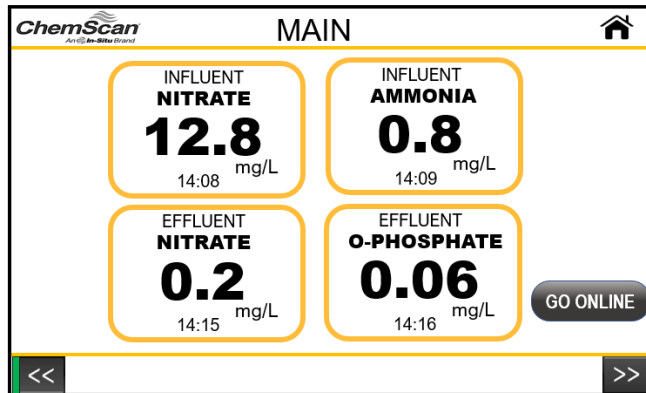 ChemScan
An In-Situ Brand
MAIN
INFLUENT
NITRATE
12.8
mg/L
14:08
INFLUENT
AMMONIA
0.8
mg/L
14:09
EFFLUENT
NITRATE
0.2
mg/L
14:15
EFFLUENT
O-PHOSPHATE
0.06
mg/L
14:16
GO ONLINE
<<
>>